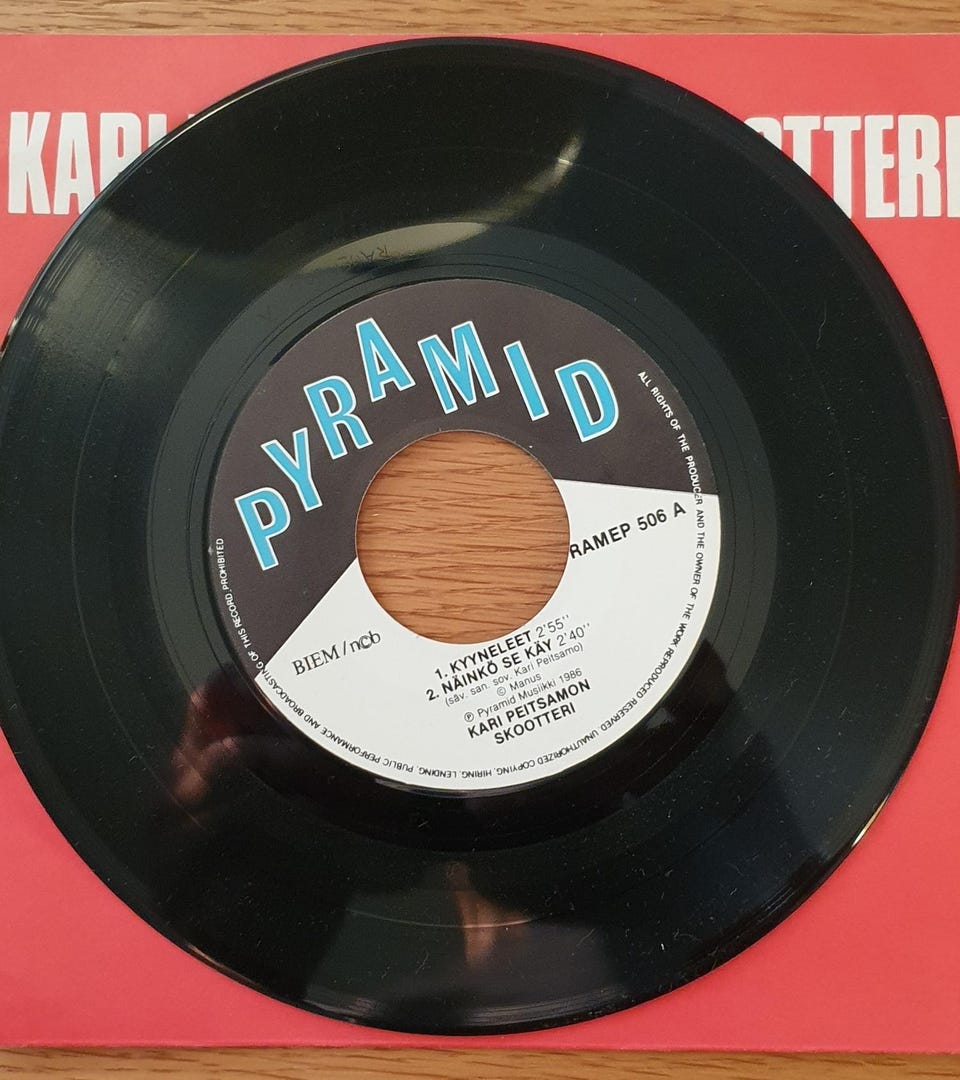 KARI
OTTERI
PYRAMID
RAMEP 506 A
BIEM/ncb
1. KYYNELEET 2'55''
2. NÄINKÖ SE KÄY 2'40''
(säv. san. sov. Kari Peitsamo)
© Manus
℗ Pyramid Musiikki 1986
KARI PEITSAMON
SKOOTTERI
ALL RIGHTS OF THE PRODUCER AND THE OWNER OF THE WORK REPRODUCED RESERVED. UNAUTHORIZED COPYING, HIRING, LENDING, PUBLIC PERFORMANCE AND BROADCASTING OF THIS RECORD PROHIBITED